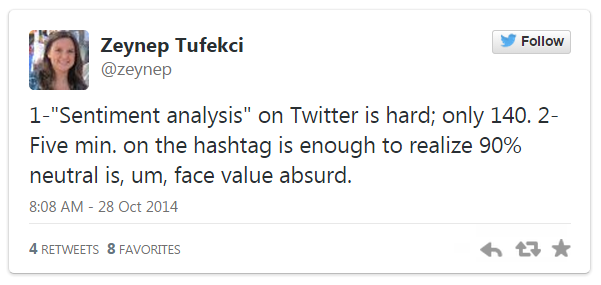 Zeynep Tufekci
@zeynep
Follow
1-"Sentiment analysis" on Twitter is hard; only 140. 2-
Five min. on the hashtag is enough to realize 90%
neutral is, um, face value absurd.
8:08 AM - 28 Oct 2014
4 RETWEETS 8 FAVORITES